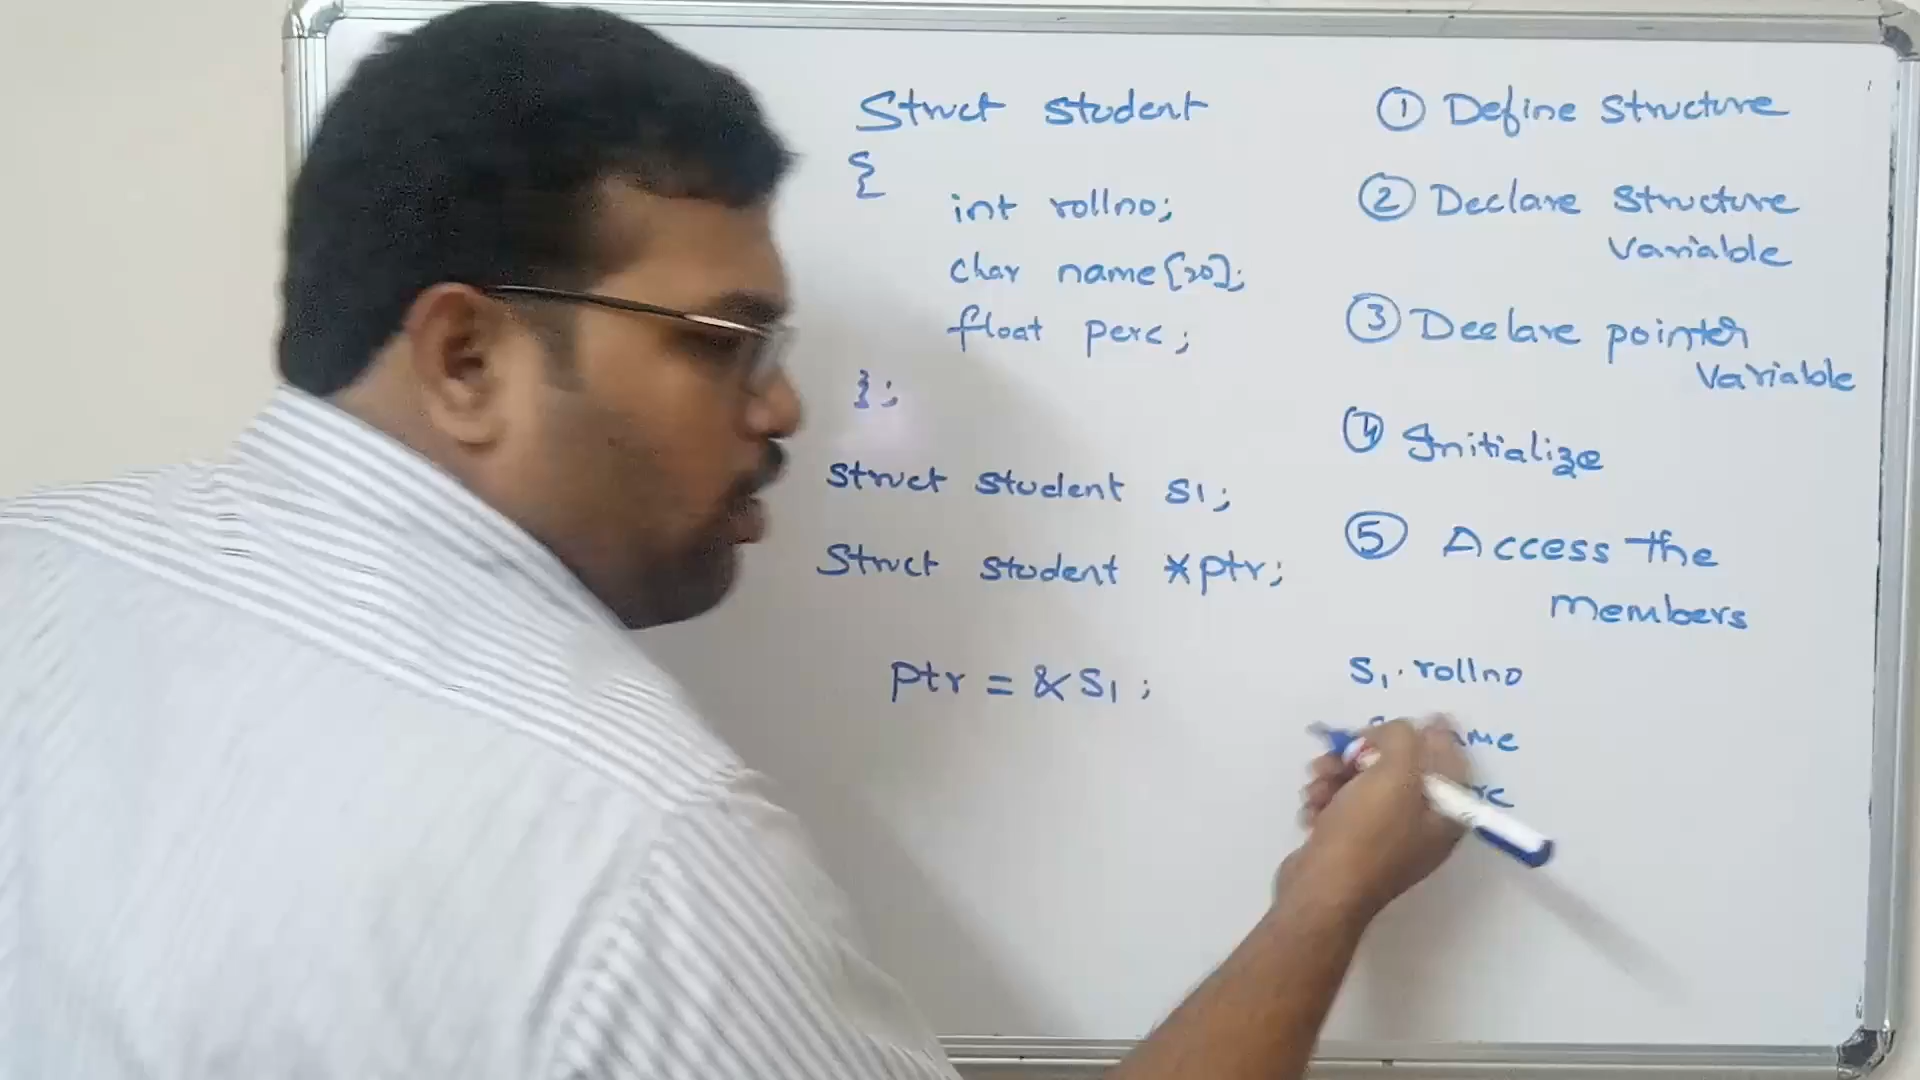 Struct student
{
int rollno;
char name[20];
float perc;
};
struct student s1;
Struct student *ptr;
ptr = &s1;
① Define structure
② Declare structure
variable
③ Declare pointer
variable
④ Initialize
⑤ Access the
members
s1.rollno